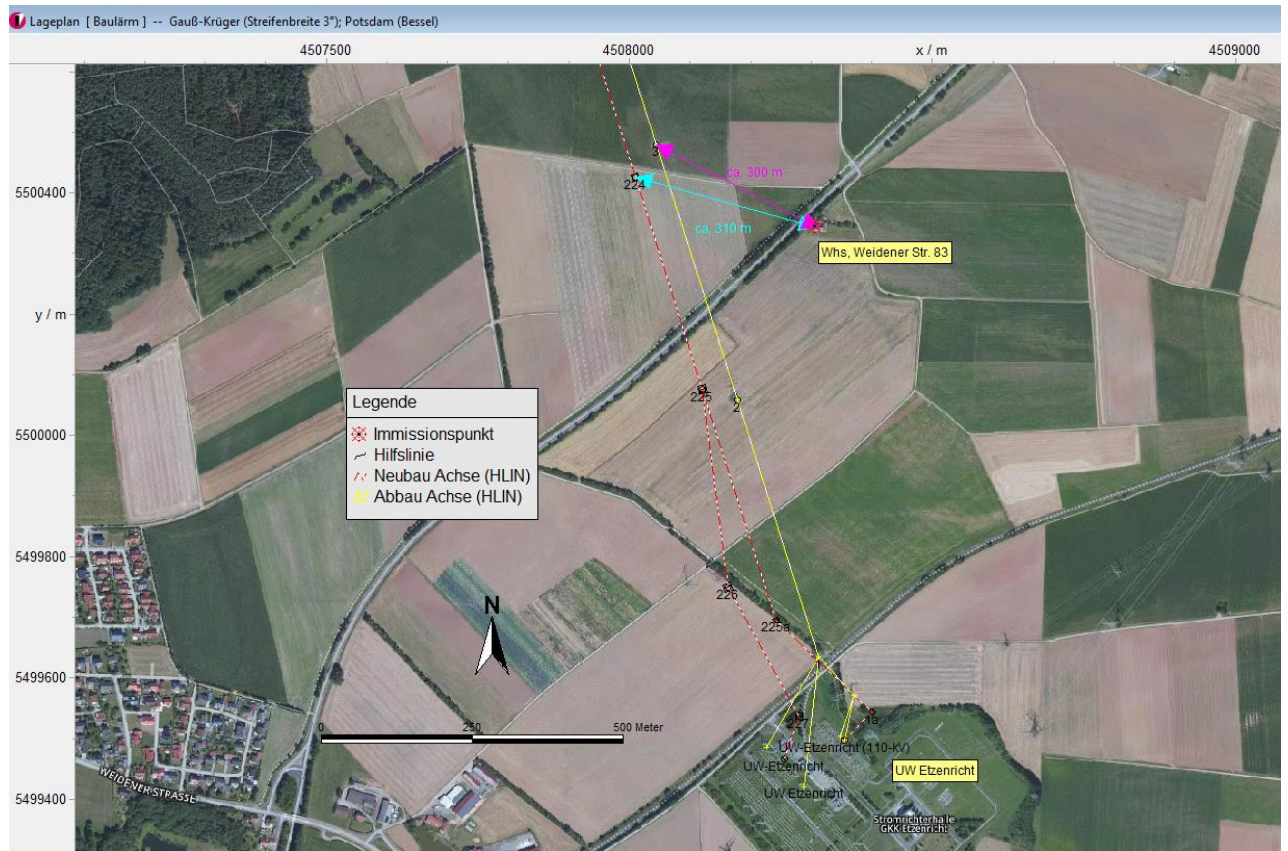 Lageplan [ Baulärm ] -- Gauß-Krüger (Streifenbreite 3°); Potsdam (Bessel)
4507500
4508000
x / m
4509000
3
ca. 300 m
224
5500400
ca. 310 m
Whs, Weidener Str. 83
y / m
225
2
Legende
Immissionspunkt
Hilfslinie
Neubau Achse (HLIN)
Abbau Achse (HLIN)
5500000
5499800
226
N
225a
5499600
0
250
500 Meter
227
1a
UW-Etzenricht (110-kV)
UW-Etzenricht
UW Etzenricht
UW Etzenricht
WEIDENER STRASSE
5499400
Stromrichterhalle
GKK Etzenricht